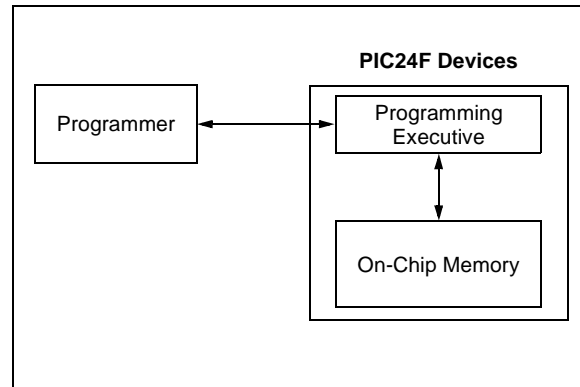 PIC24F Devices
Programmer
Programming
Executive
On-Chip Memory